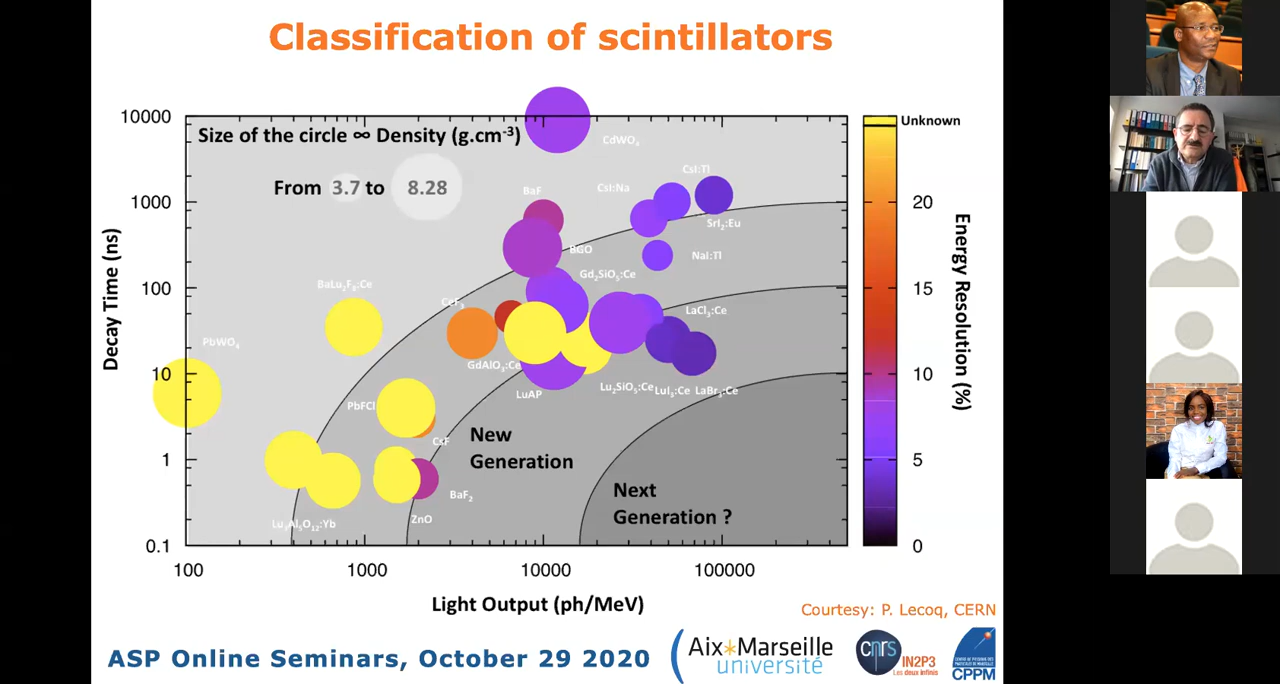 Classification of scintillators
Size of the circle ∞ Density (g.cm-3)
From 3.7 to 8.28
Decay Time (ns)
10000
1000
100
10
1
0.1
CdWO4
CsI:Tl
CsI:Na
BaF
SrI2:Eu
BGO
NaI:Tl
Gd2SiO5:Ce
BaLu2F8:Ce
CeF3
LaCl3:Ce
PbWO4
GdAlO3:Ce
Lu2SiO5:Ce
LuI3:Ce
LaBr3:Ce
LuAP
PbFCl
CsF
BaF2
ZnO
Lu3Al5O12:Yb
New
Generation
Next
Generation ?
100
1000
10000
100000
Light Output (ph/MeV)
Unknown
20
15
10
5
0
Energy Resolution (%)
Courtesy: P. Lecoq, CERN
ASP Online Seminars, October 29 2020
Aix*Marseille
université
cnrs
IN2P3
Les deux infinis
CPPM